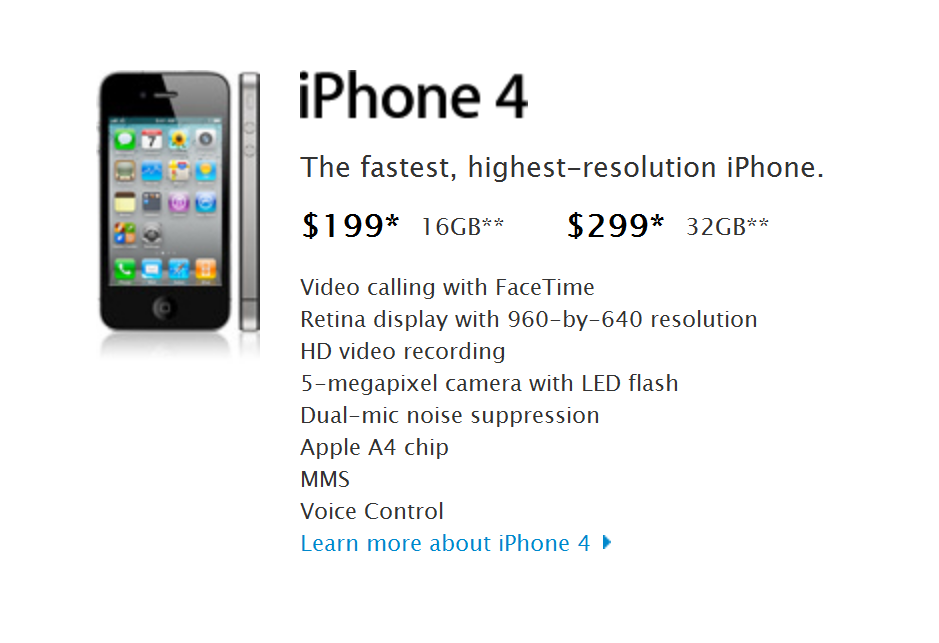 iPhone 4
The fastest, highest-resolution iPhone.
$199* 16GB** $299* 32GB**
Video calling with FaceTime
Retina display with 960-by-640 resolution
HD video recording
5-megapixel camera with LED flash
Dual-mic noise suppression
Apple A4 chip
MMS
Voice Control
Learn more about iPhone 4